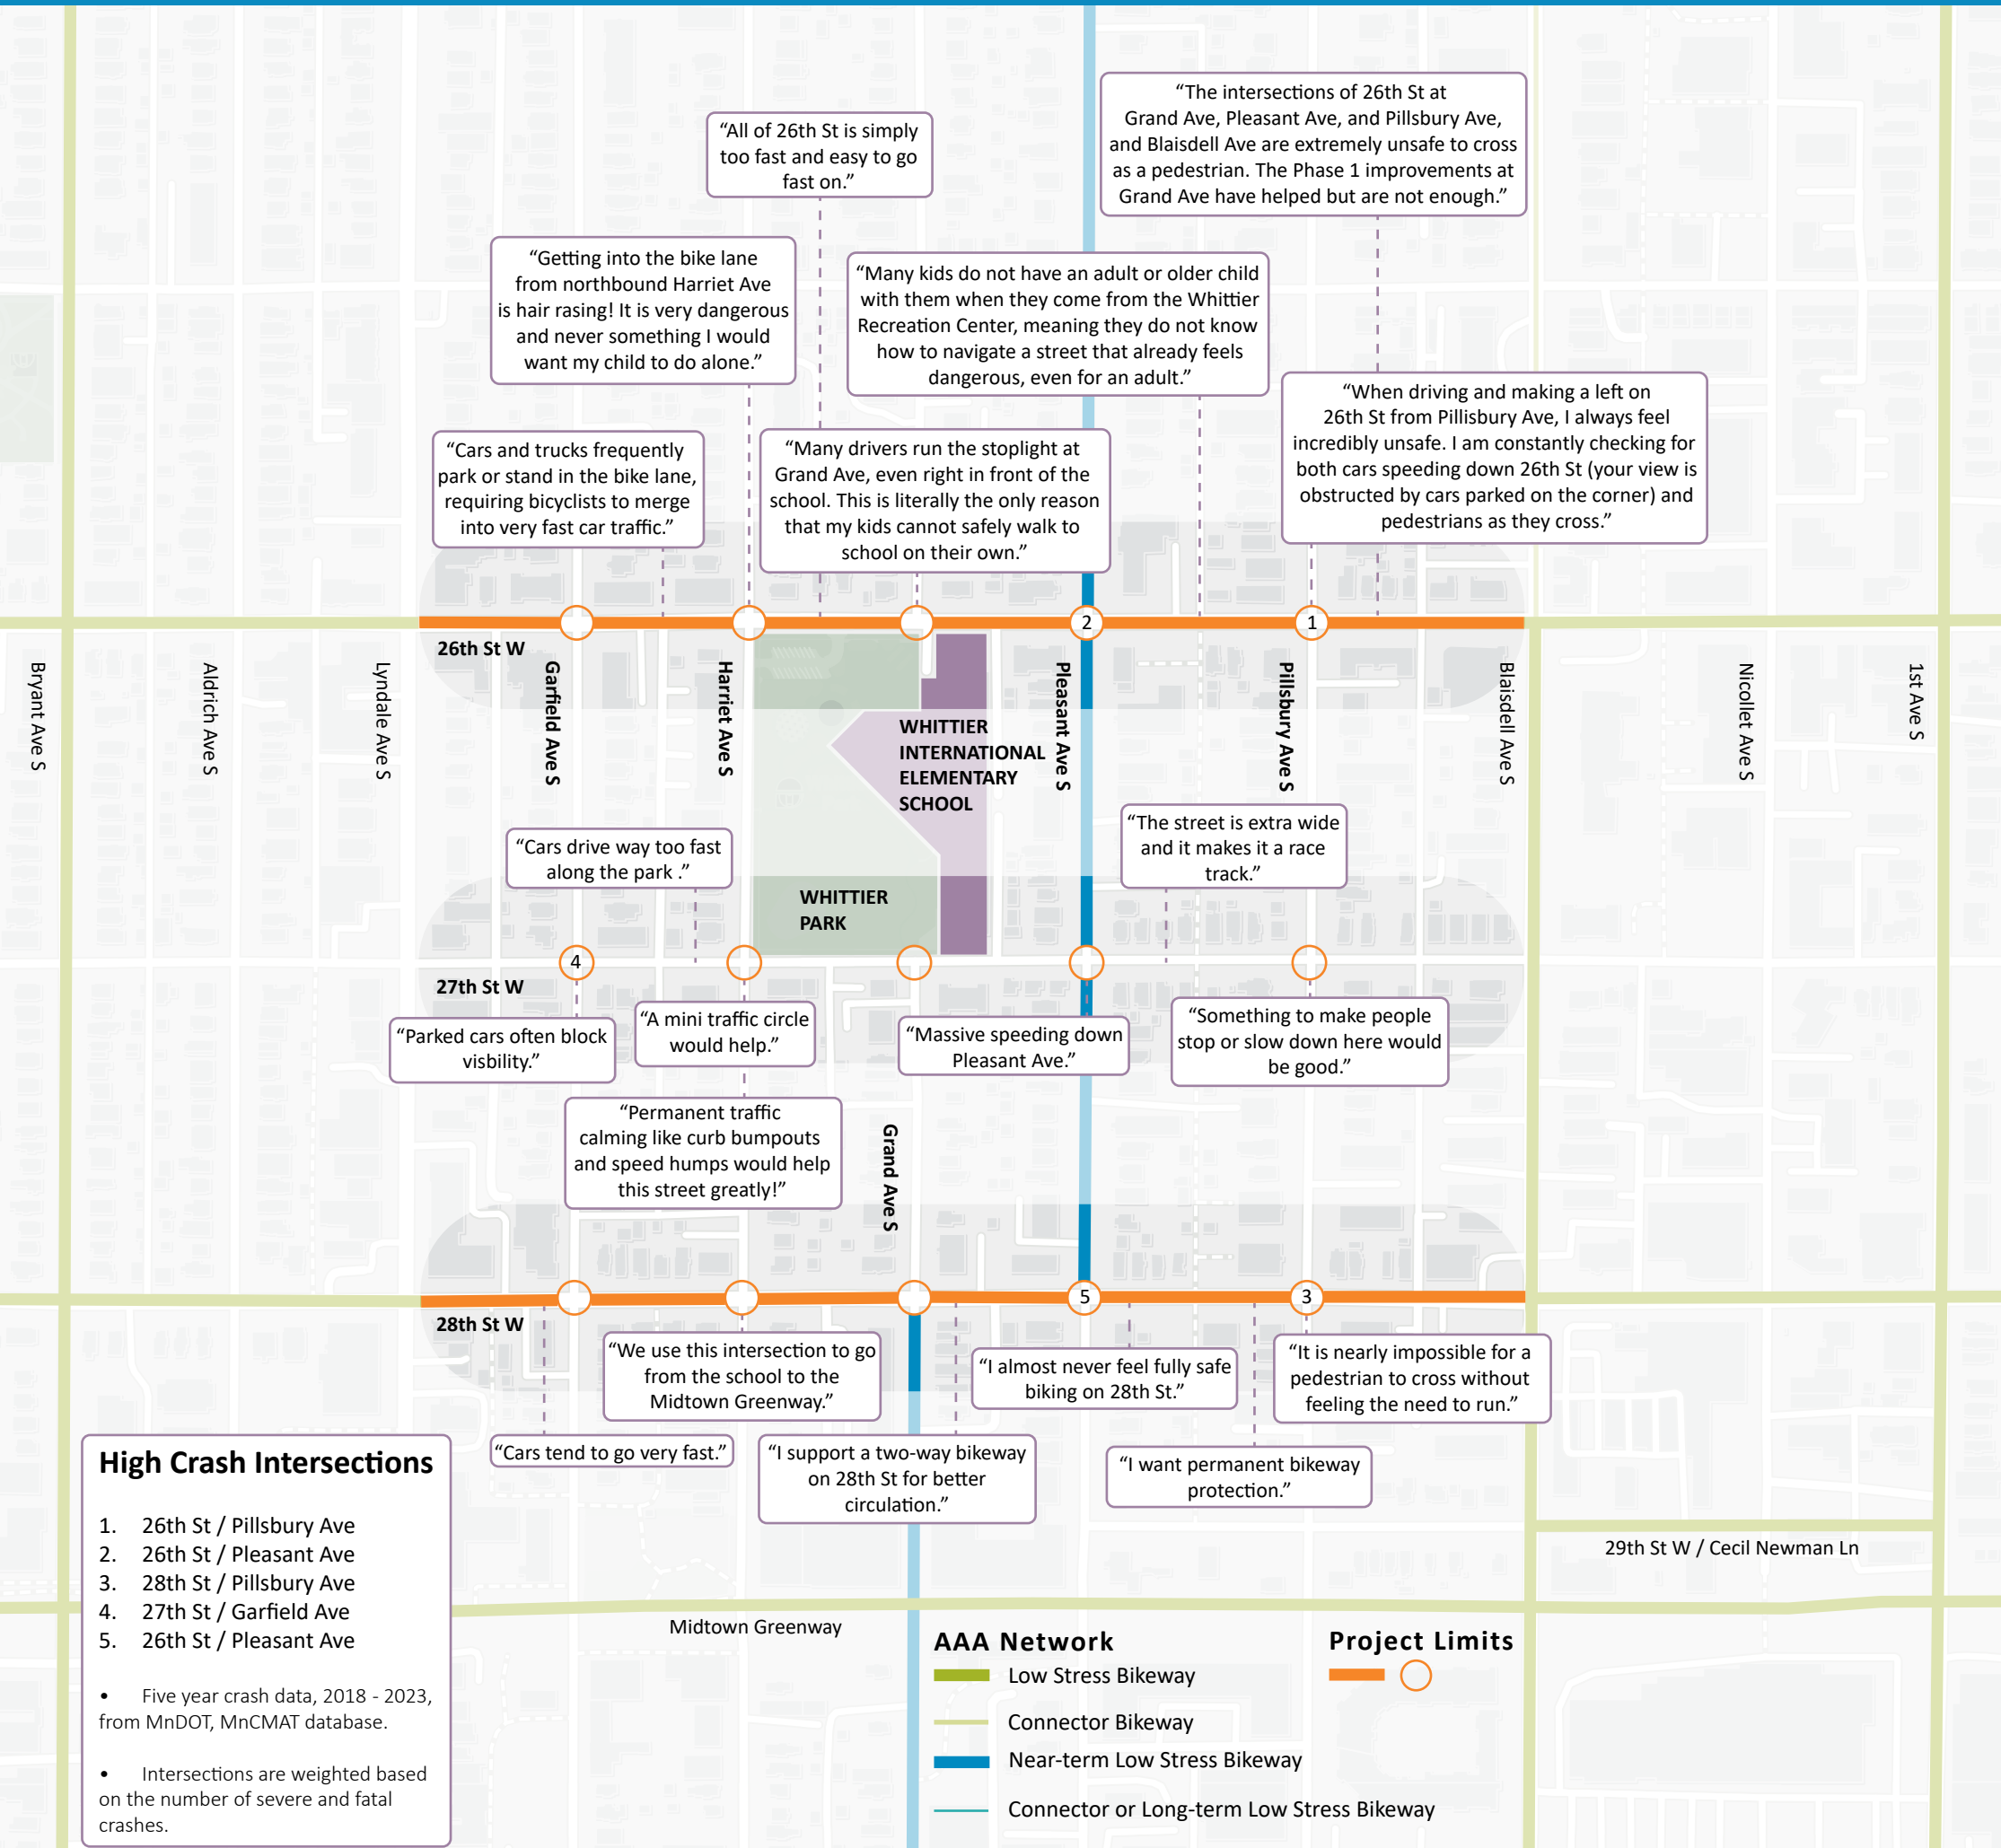 “The intersections of 26th St at
Grand Ave, Pleasant Ave, and Pillsbury Ave,
and Blaisdell Ave are extremely unsafe to cross
as a pedestrian. The Phase 1 improvements at
Grand Ave have helped but are not enough.”
“All of 26th St is simply
too fast and easy to go
fast on.”
“Getting into the bike lane
from northbound Harriet Ave
is hair rasing! It is very dangerous
and never something I would
want my child to do alone.”
“Many kids do not have an adult or older child
with them when they come from the Whittier
Recreation Center, meaning they do not know
how to navigate a street that already feels
dangerous, even for an adult.”
“When driving and making a left on
26th St from Pillisbury Ave, I always feel
incredibly unsafe. I am constantly checking for
both cars speeding down 26th St (your view is
obstructed by cars parked on the corner) and
pedestrians as they cross.”
“Cars and trucks frequently
park or stand in the bike lane,
requiring bicyclists to merge
into very fast car traffic.”
“Many drivers run the stoplight at
Grand Ave, even right in front of the
school. This is literally the only reason
that my kids cannot safely walk to
school on their own.”
2
1
26th St W
Bryant Ave S
Aldrich Ave S
Lyndale Ave S
Garfield Ave S
Harriet Ave S
Pleasant Ave S
Pillsbury Ave S
Blaisdell Ave S
Nicollet Ave S
1st Ave S
WHITTIER
INTERNATIONAL
ELEMENTARY
SCHOOL
“Cars drive way too fast
along the park .”
“The street is extra wide
and it makes it a race
track.”
WHITTIER
PARK
4
27th St W
“Parked cars often block
visbility.”
“A mini traffic circle
would help.”
“Massive speeding down
Pleasant Ave.”
“Something to make people
stop or slow down here would
be good.”
“Permanent traffic
calming like curb bumpouts
and speed humps would help
this street greatly!”
Grand Ave S
5
3
28th St W
“We use this intersection to go
from the school to the
Midtown Greenway.”
“I almost never feel fully safe
biking on 28th St.”
“It is nearly impossible for a
pedestrian to cross without
feeling the need to run.”
“Cars tend to go very fast.”
“I support a two-way bikeway
on 28th St for better
circulation.”
“I want permanent bikeway
protection.”
High Crash Intersections
1. 26th St / Pillsbury Ave
2. 26th St / Pleasant Ave
3. 28th St / Pillsbury Ave
4. 27th St / Garfield Ave
5. 26th St / Pleasant Ave
• Five year crash data, 2018 - 2023,
from MnDOT, MnCMAT database.
• Intersections are weighted based
on the number of severe and fatal
crashes.
29th St W / Cecil Newman Ln
Midtown Greenway
AAA Network
Low Stress Bikeway
Connector Bikeway
Near-term Low Stress Bikeway
Connector or Long-term Low Stress Bikeway
Project Limits